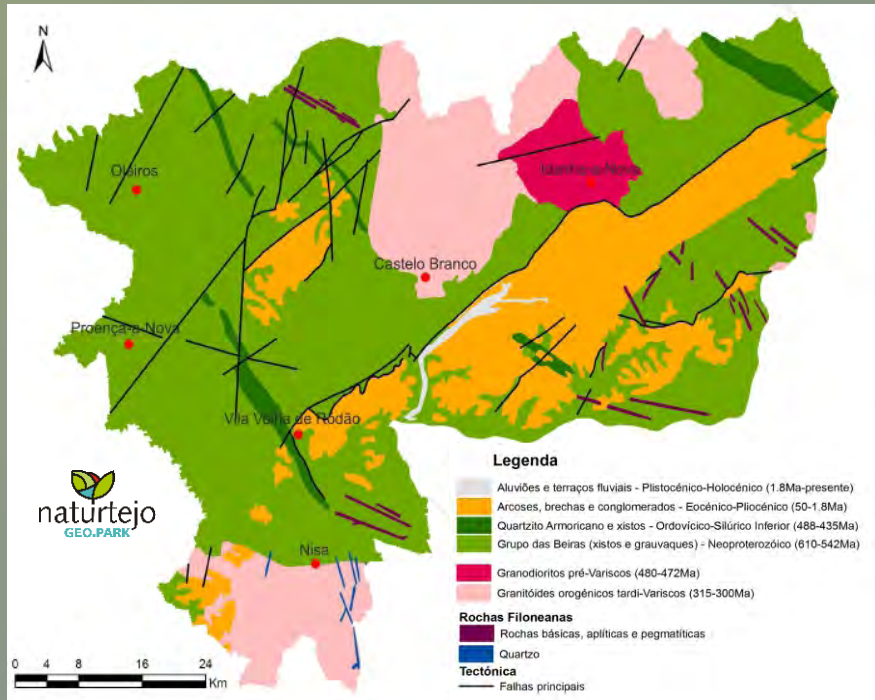 N
Oleiros
Idanha-a-Nova
Castelo Branco
Proença-a-Nova
Vila Velha de Rodão
Legenda
Aluviões e terraços fluviais - Plistocénico-Holocénico (1.8Ma-presente)
Arcoses, brechas e conglomerados - Eocénico-Pliocénico (50-1.8Ma)
Quartzito Armoricano e xistos - Ordovícico-Silúrico Inferior (488-435Ma)
Grupo das Beiras (xistos e grauvaques) - Neoproterozóico (610-542Ma)
naturtejo
GEO.PARK
Nisa
Granodioritos pré-Variscos (480-472Ma)
Granitóides orogénicos tardi-Variscos (315-300Ma)
Rochas Filoneanas
Rochas básicas, aplíticas e pegmatíticas
Quartzo
Tectónica
Falhas principais
0 4 8 16 24
Km